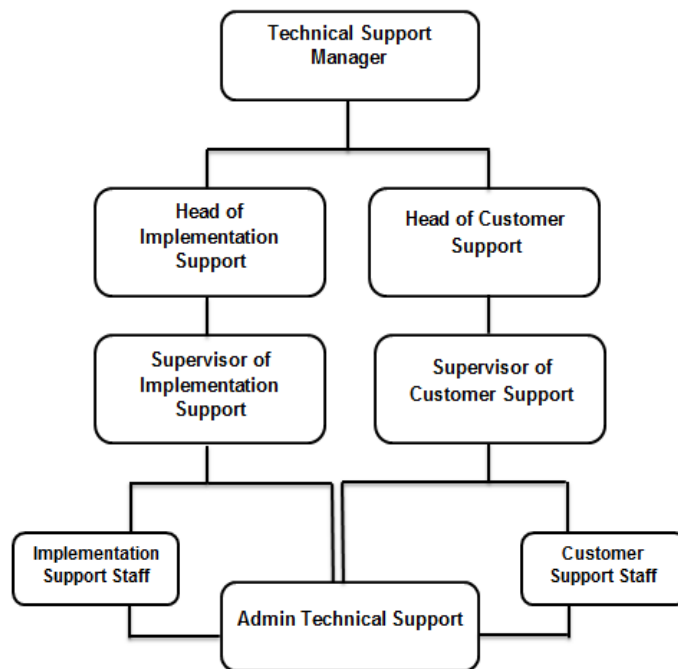 Technical Support
Manager
Head of
Implementation
Support
Head of Customer
Support
Supervisor of
Implementation
Support
Supervisor of
Customer Support
Implementation
Support Staff
Customer
Support Staff
Admin Technical Support